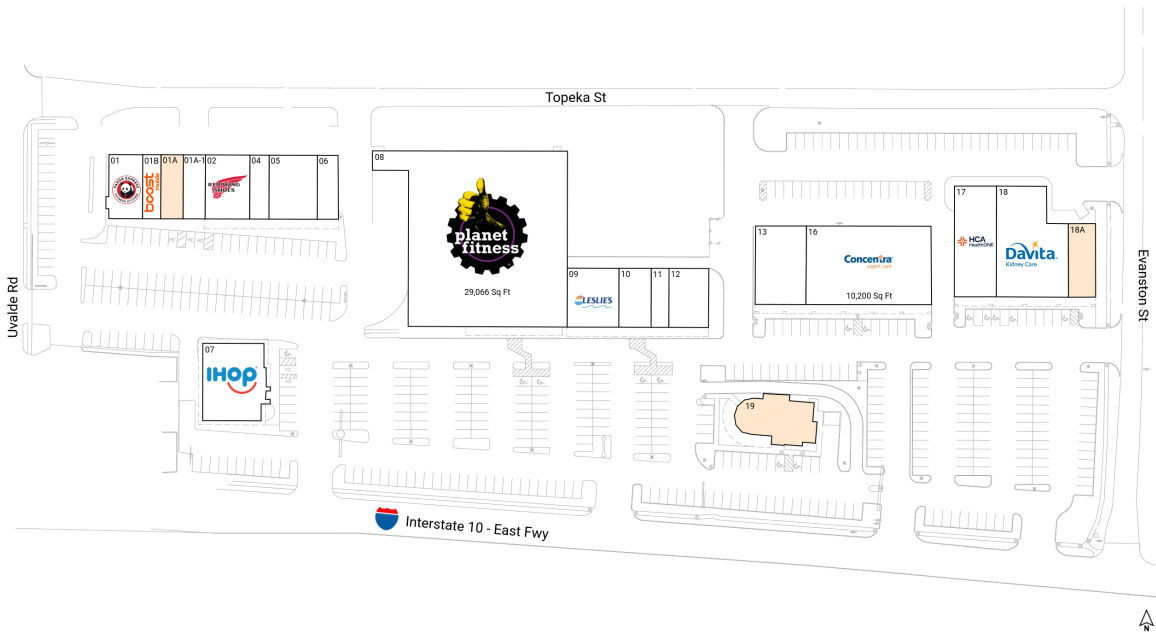 Topeka St
01
01B
01A
01A-1
02
04
05
06
08
PANDA EXPRESS
boost
mobile
RED WING
SHOES
planet
fitness
29,066 Sq Ft
09
10
11
12
LESLIE'S
13
16
Concentra
urgent care
10,200 Sq Ft
17
18
18A
HCA
HealthONE
DaVita
Kidney Care
Uvalde Rd
Evanston St
07
IHOP
19
Interstate 10 - East Fwy
N